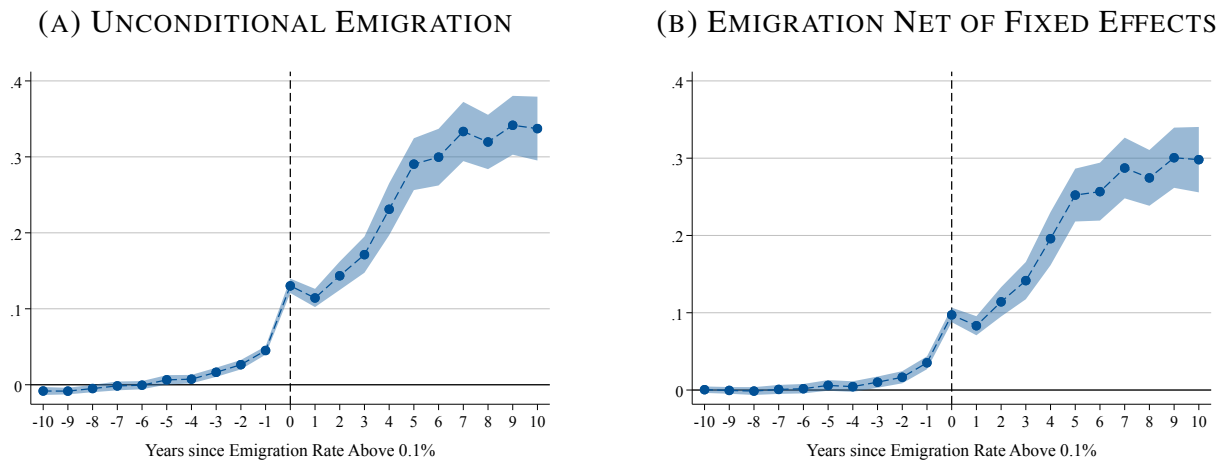 (A) UNCONDITIONAL EMIGRATION
.4
.3
.2
.1
0
-10 -9 -8 -7 -6 -5 -4 -3 -2 -1 0 1 2 3 4 5 6 7 8 9 10
Years since Emigration Rate Above 0.1%
(B) EMIGRATION NET OF FIXED EFFECTS
.4
.3
.2
.1
0
-10 -9 -8 -7 -6 -5 -4 -3 -2 -1 0 1 2 3 4 5 6 7 8 9 10
Years since Emigration Rate Above 0.1%